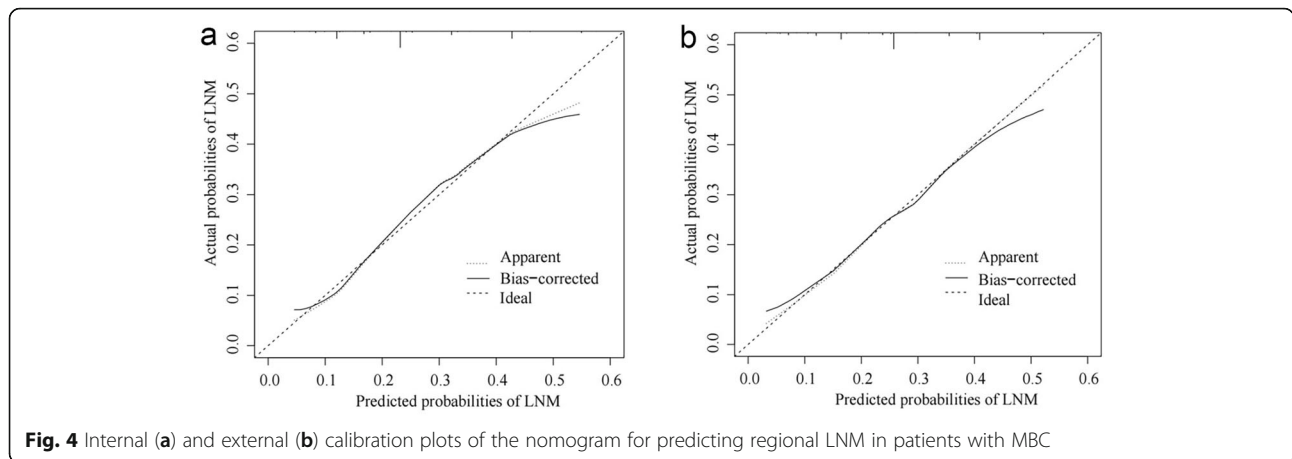 a
0.6
0.5
0.4
0.3
0.2
0.1
0.0
Actual probabilities of LNM
Apparent
Bias-corrected
Ideal
0.0 0.1 0.2 0.3 0.4 0.5 0.6
Predicted probabilities of LNM
b
0.6
0.5
0.4
0.3
0.2
0.1
0.0
Actual probabilities of LNM
Apparent
Bias-corrected
Ideal
0.0 0.1 0.2 0.3 0.4 0.5 0.6
Predicted probabilities of LNM
Fig. 4 Internal (a) and external (b) calibration plots of the nomogram for predicting regional LNM in patients with MBC